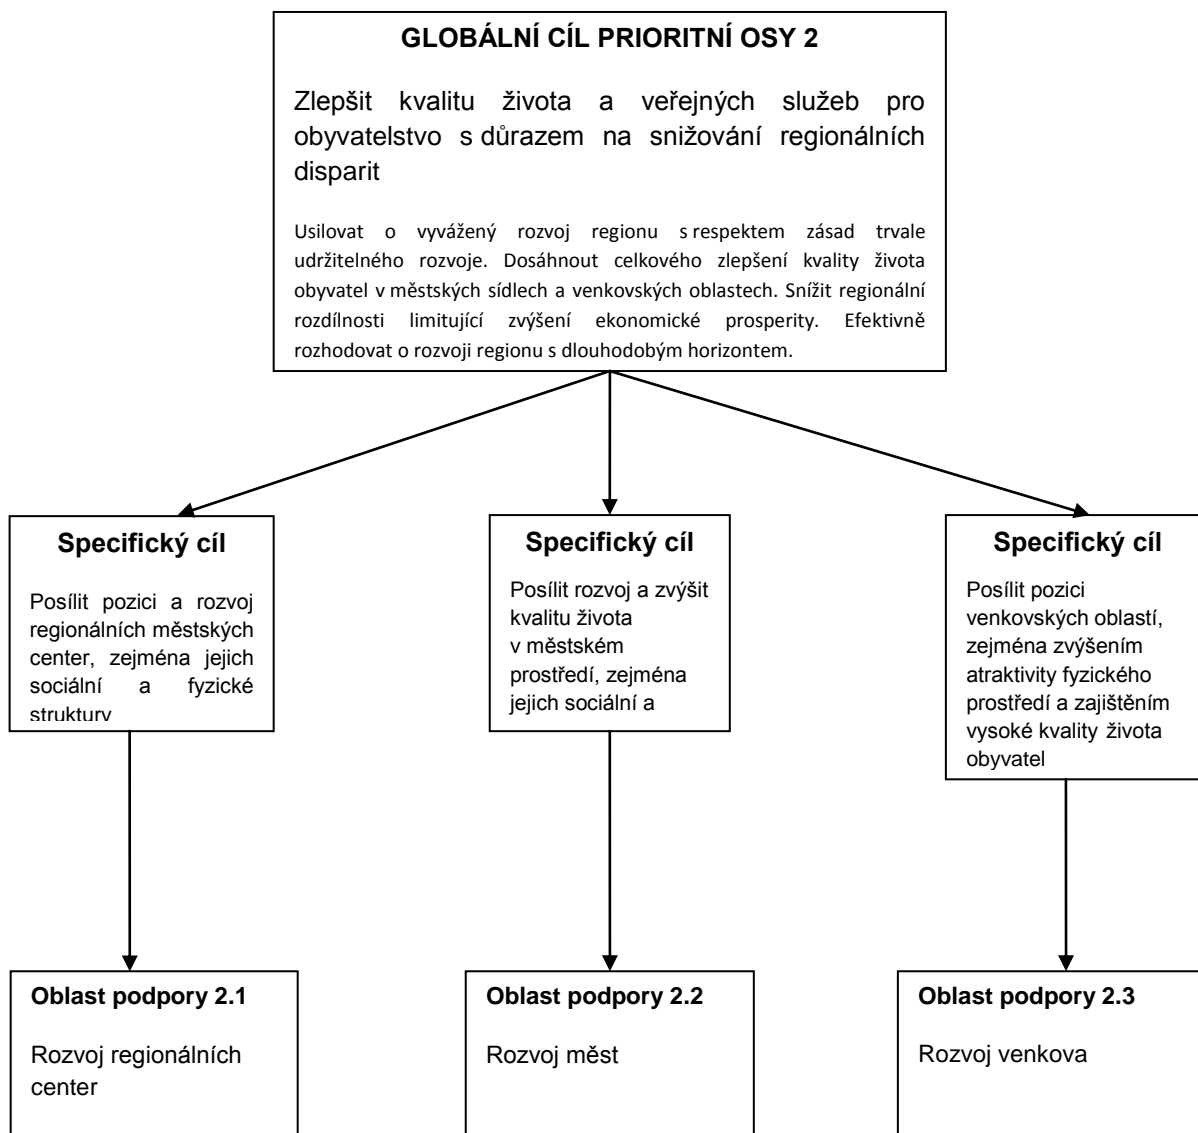 GLOBÁLNÍ CÍL PRIORITNÍ OSY 2
Zlepšit kvalitu života a veřejných služeb pro
obyvatelstvo s důrazem na snižování regionálních
disparit
Usilovat o vyvážený rozvoj regionu s respektem zásad trvale
udržitelného rozvoje. Dosáhnout celkového zlepšení kvality života
obyvatel v městských sídlech a venkovských oblastech. Snížit regionální
rozdílnosti limitující zvýšení ekonomické prosperity. Efektivně
rozhodovat o rozvoji regionu s dlouhodobým horizontem.
Specifický cíl
Posílit pozici a rozvoj
regionálních městských
center, zejména jejich
sociální a fyzické
struktury
Specifický cíl
Posílit rozvoj a zvýšit
kvalitu života
v městském
prostředí, zejména
jejich sociální a
Specifický cíl
Posílit pozici
venkovských oblastí,
zejména zvýšením
atraktivity fyzického
prostředí a zajištěním
vysoké kvality života
obyvatel
Oblast podpory 2.1
Rozvoj regionálních
center
Oblast podpory 2.2
Rozvoj měst
Oblast podpory 2.3
Rozvoj venkova